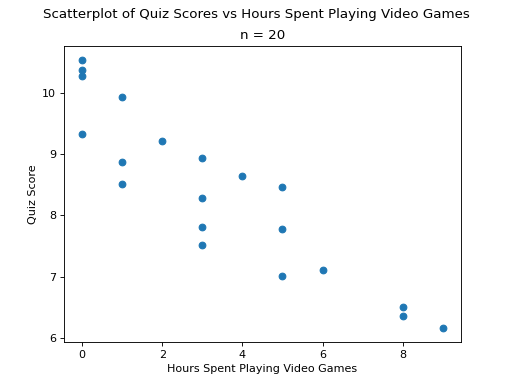 Scatterplot of Quiz Scores vs Hours Spent Playing Video Games
n = 20
10
9
8
7
6
Quiz Score
0 2 4 6 8
Hours Spent Playing Video Games